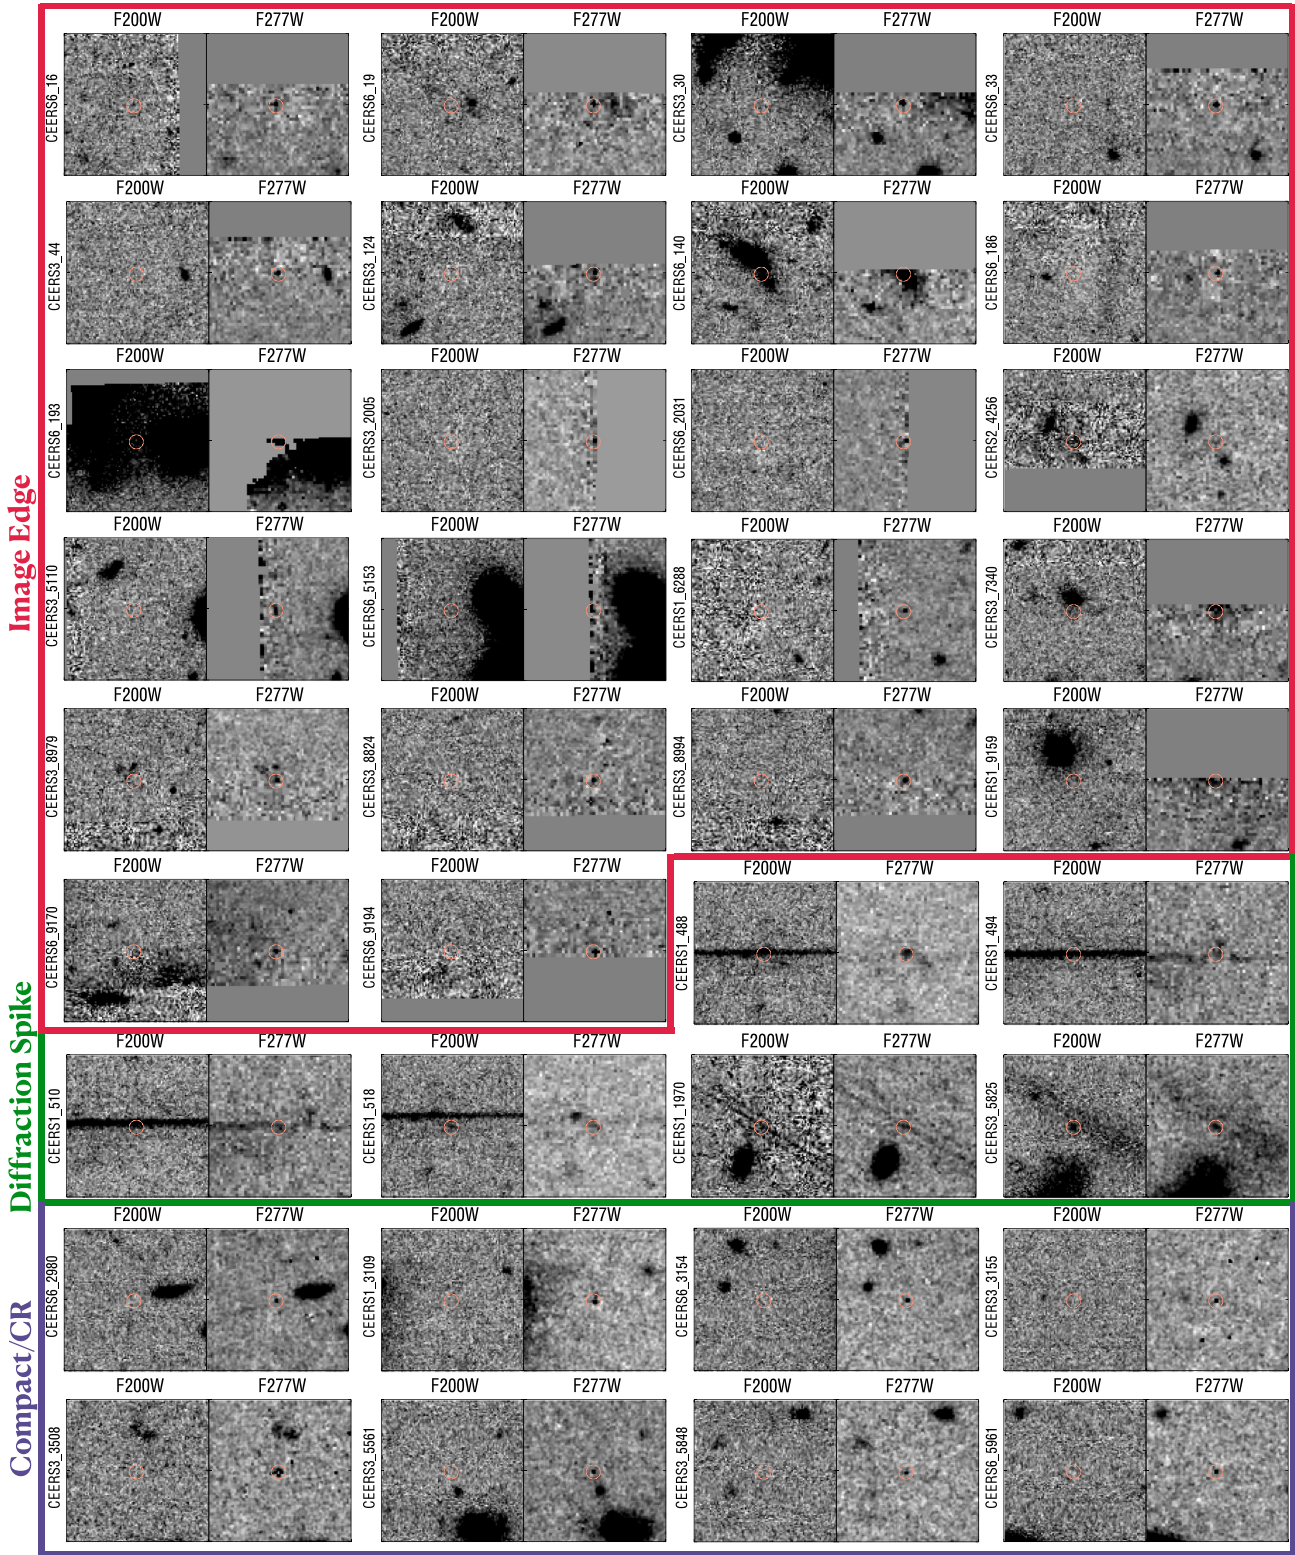 F200W F277W F200W F277W F200W F277W F200W F277W
CEERS6_16 CEERS6_19 CEERS3_30 CEERS6_33
F200W F277W F200W F277W F200W F277W F200W F277W
CEERS3_44 CEERS3_124 CEERS6_140 CEERS6_186
F200W F277W F200W F277W F200W F277W F200W F277W
CEERS6_193 CEERS3_2005 CEERS6_2031 CEERS2_4256
Image Edge
F200W F277W F200W F277W F200W F277W F200W F277W
CEERS3_5110 CEERS6_5153 CEERS1_6288 CEERS3_7340
F200W F277W F200W F277W F200W F277W F200W F277W
CEERS3_8979 CEERS3_8824 CEERS3_8994 CEERS1_9159
F200W F277W F200W F277W F200W F277W F200W F277W
CEERS6_9170 CEERS6_9194 CEERS1_488 CEERS1_494
Diffraction Spike
F200W F277W F200W F277W F200W F277W F200W F277W
CEERS1_510 CEERS1_518 CEERS1_1970 CEERS3_5825
F200W F277W F200W F277W F200W F277W F200W F277W
CEERS6_2980 CEERS1_3109 CEERS6_3154 CEERS3_3155
Compact/CR
F200W F277W F200W F277W F200W F277W F200W F277W
CEERS3_3508 CEERS3_5561 CEERS3_5848 CEERS6_5961